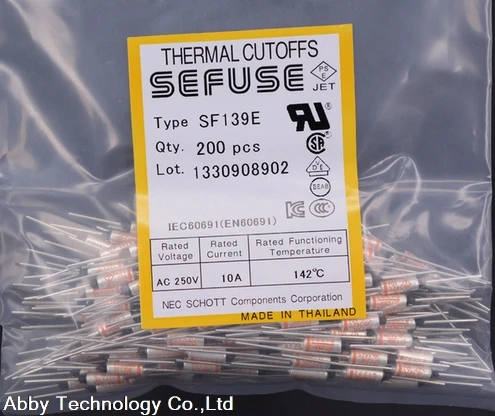 THERMAL CUTOFFS
SEFUSE
PS
E
JET
Type SF139E
Qty. 200 pcs
Lot. 1330908902
IEC60691(EN60691)
Rated Voltage Rated Current Rated Functioning Temperature
AC 250V 10A 142℃
NEC SCHOTT Components Corporation
MADE IN THAILAND
Abby Technology Co.,Ltd